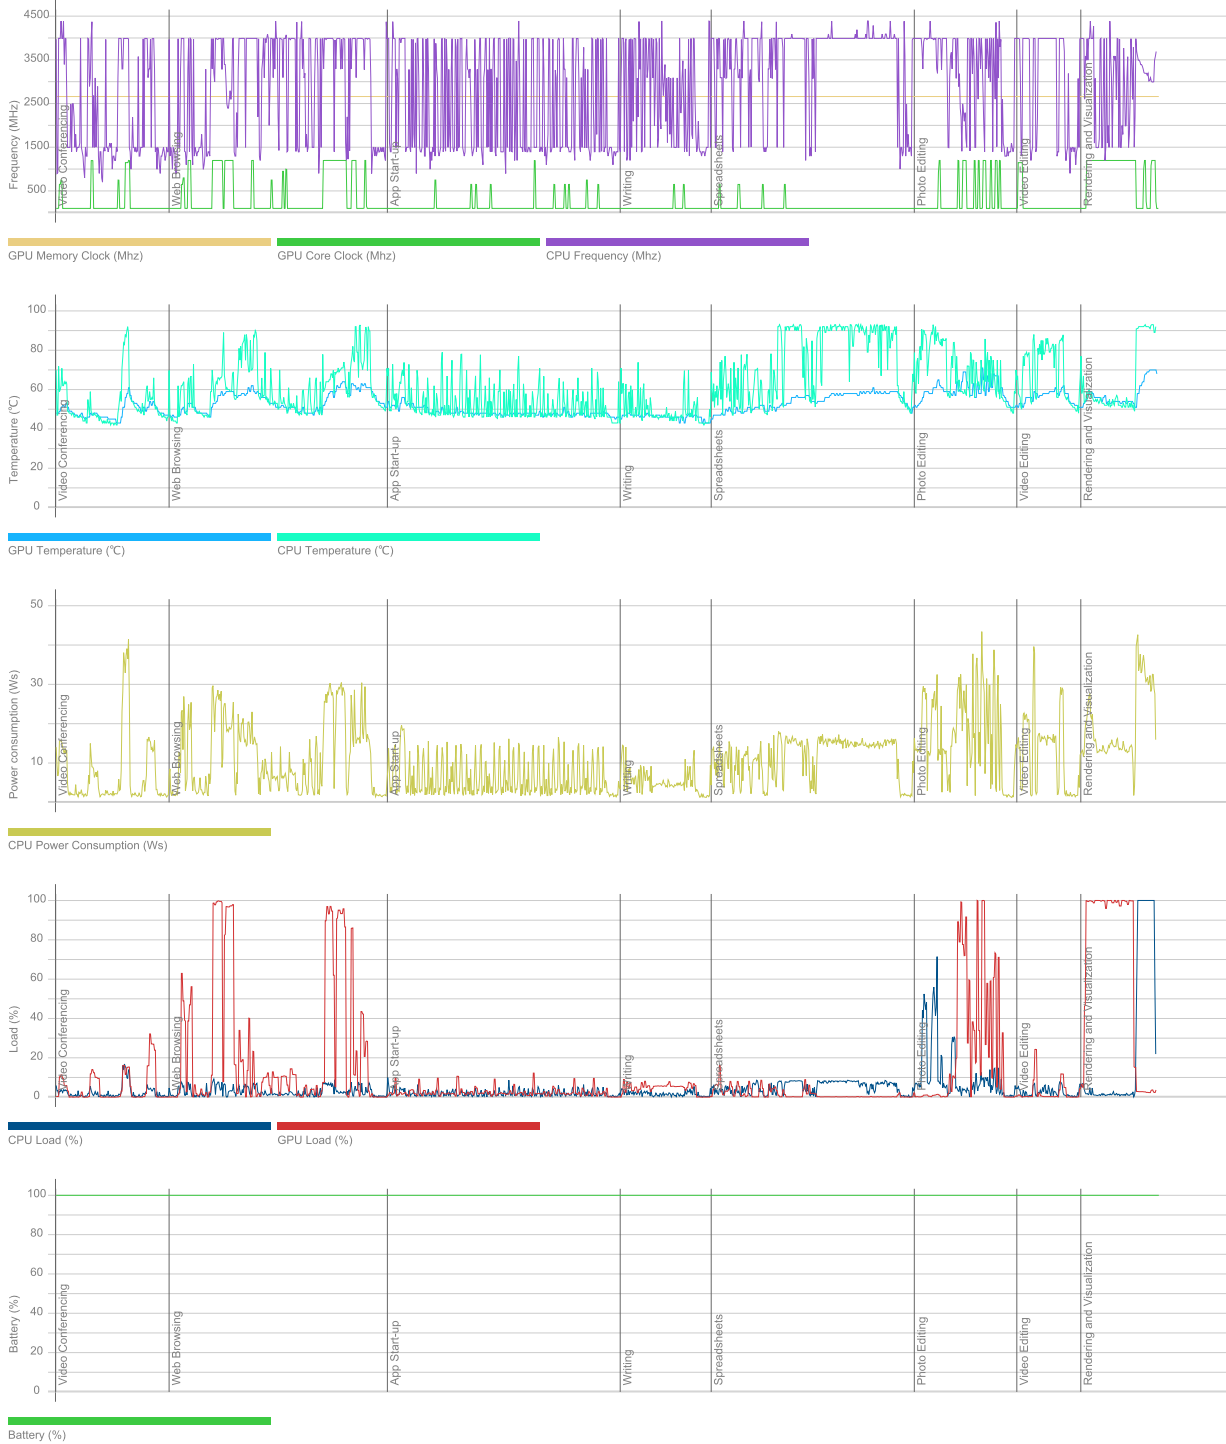 4500
3500
2500
1500
500
Frequency (MHz)
Video Conferencing
Web Browsing
App Start-up
Writing
Spreadsheets
Photo Editing
Video Editing
Rendering and Visualization
GPU Memory Clock (Mhz)
GPU Core Clock (Mhz)
CPU Frequency (Mhz)
100
80
60
40
20
0
Temperature (℃)
Video Conferencing
Web Browsing
App Start-up
Writing
Spreadsheets
Photo Editing
Video Editing
Rendering and Visualization
GPU Temperature (℃)
CPU Temperature (℃)
50
30
10
Power consumption (Ws)
Video Conferencing
Web Browsing
App Start-up
Writing
Spreadsheets
Photo Editing
Video Editing
Rendering and Visualization
CPU Power Consumption (Ws)
100
80
60
40
20
0
Load (%)
Video Conferencing
Web Browsing
App Start-up
Writing
Spreadsheets
Photo Editing
Video Editing
Rendering and Visualization
CPU Load (%)
GPU Load (%)
100
80
60
40
20
0
Battery (%)
Video Conferencing
Web Browsing
App Start-up
Writing
Spreadsheets
Photo Editing
Video Editing
Rendering and Visualization
Battery (%)